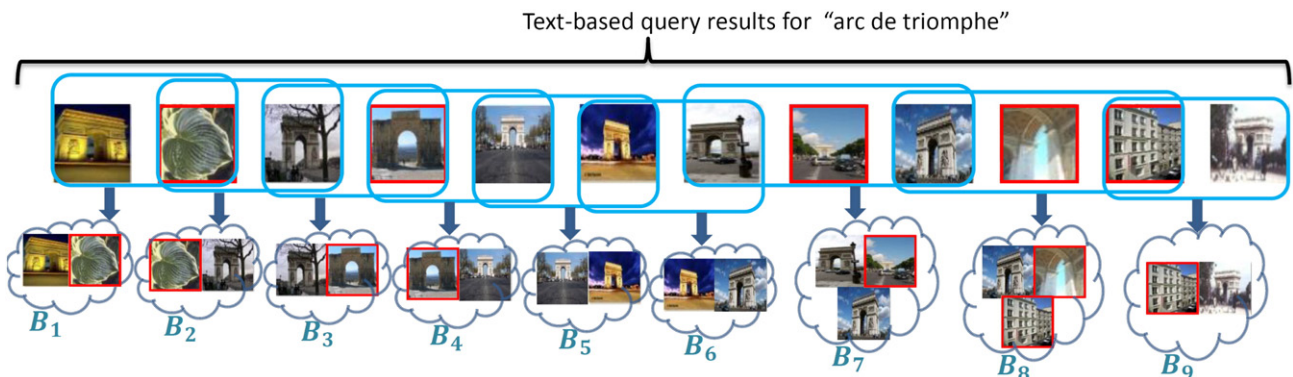 Text-based query results for “arc de triomphe”
B1
B2
B3
B4
B5
B6
B7
B8
B9